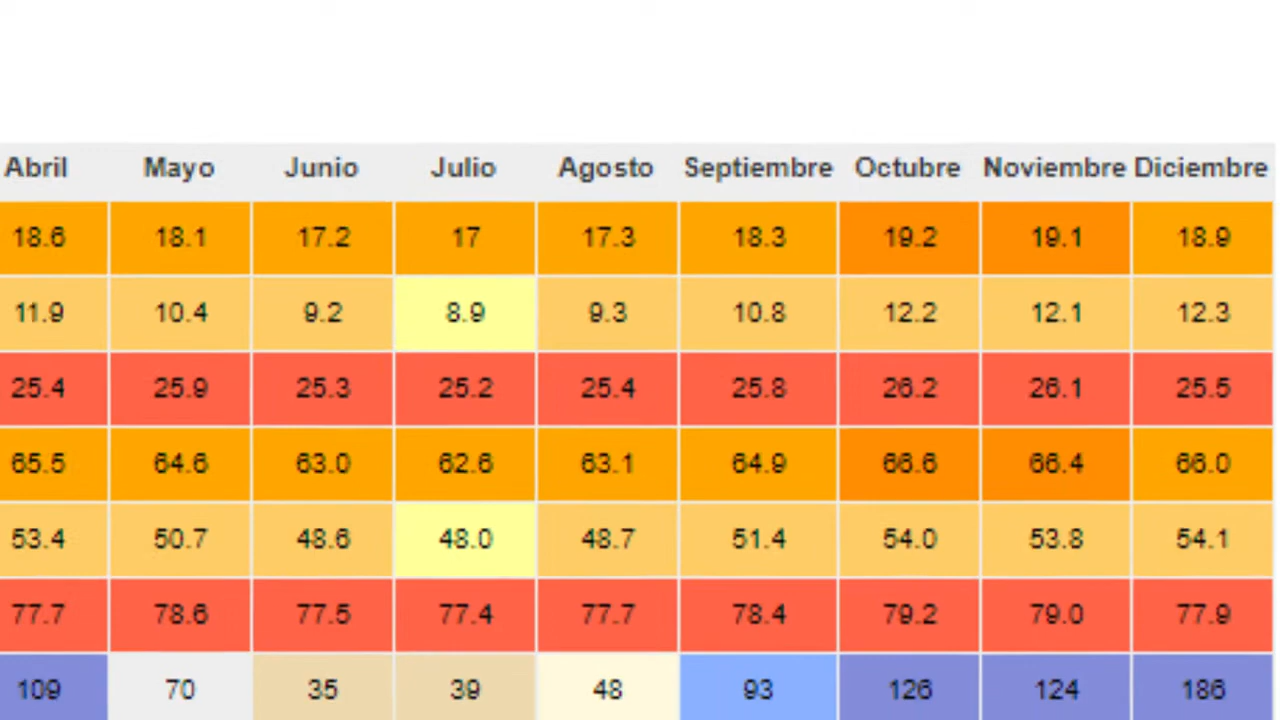 Abril Mayo Junio Julio Agosto Septiembre Octubre Noviembre Diciembre
18.6 18.1 17.2 17 17.3 18.3 19.2 19.1 18.9
11.9 10.4 9.2 8.9 9.3 10.8 12.2 12.1 12.3
25.4 25.9 25.3 25.2 25.4 25.8 26.2 26.1 25.5
65.5 64.6 63.0 62.6 63.1 64.9 66.6 66.4 66.0
53.4 50.7 48.6 48.0 48.7 51.4 54.0 53.8 54.1
77.7 78.6 77.5 77.4 77.7 78.4 79.2 79.0 77.9
109 70 35 39 48 93 126 124 186